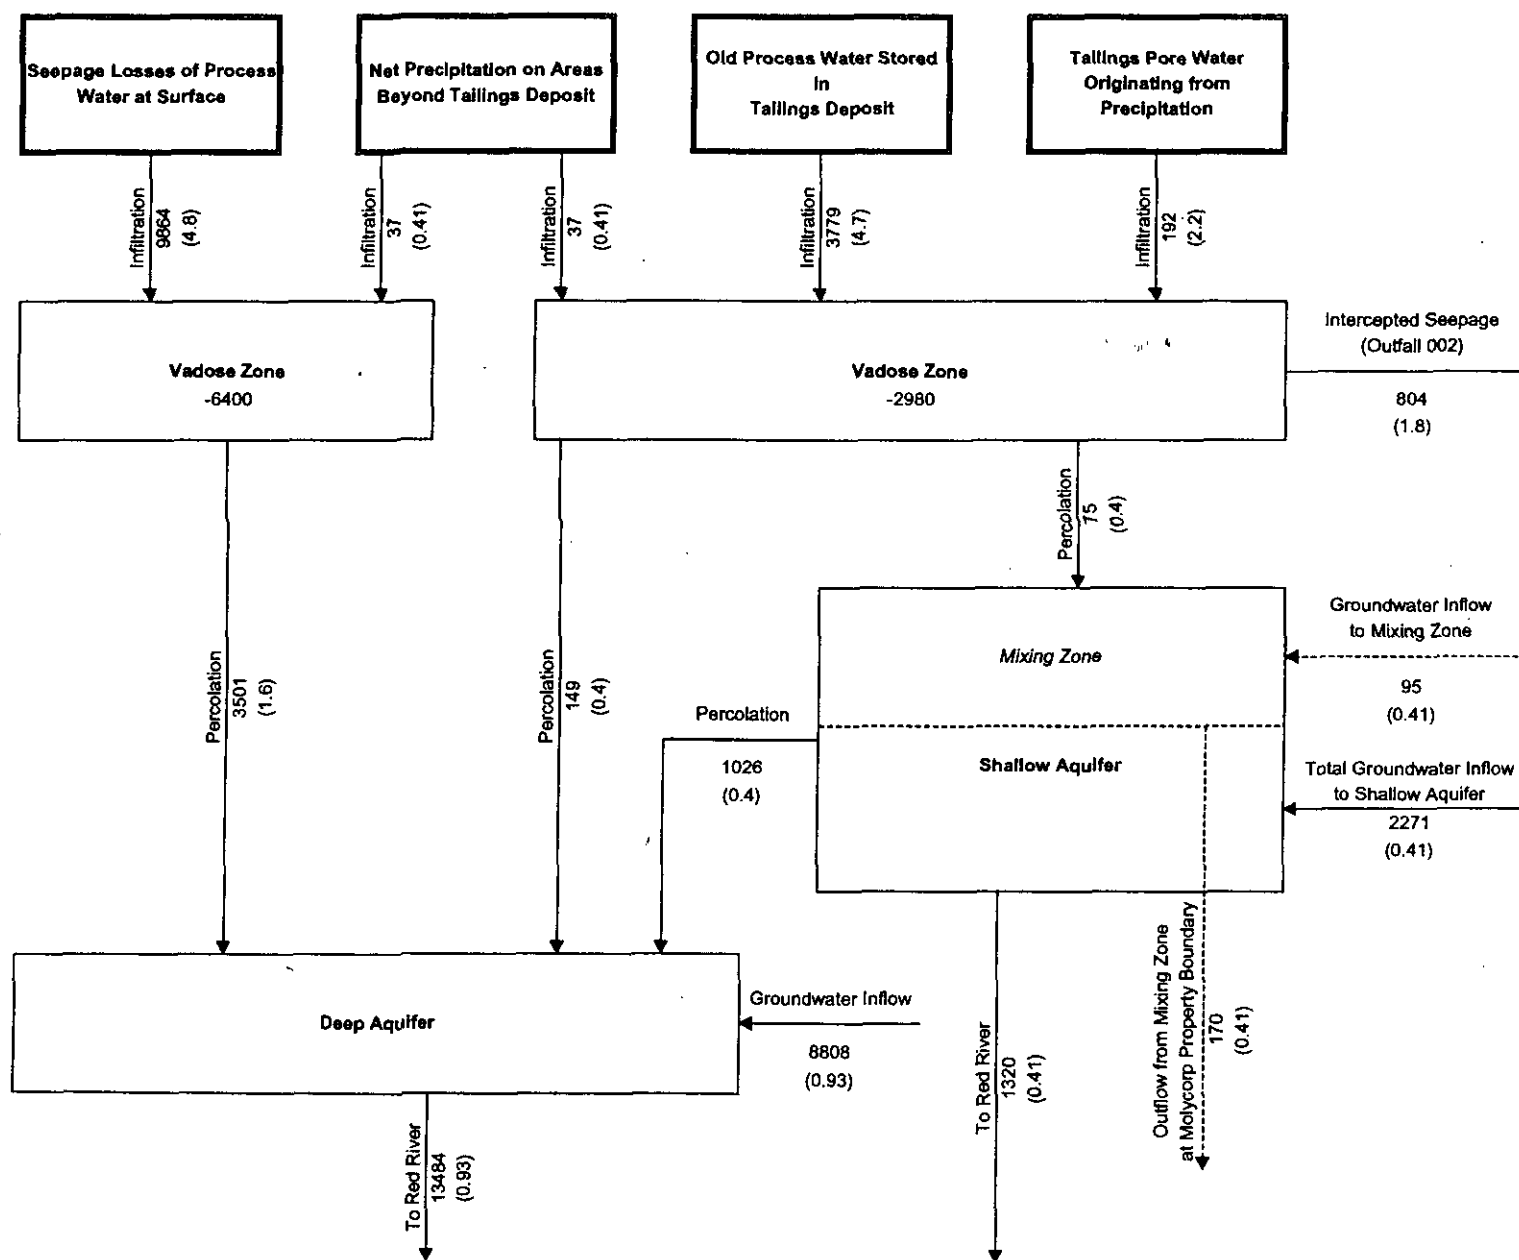 Seepage Losses of Process
Water at Surface
Net Precipitation on Areas
Beyond Tailings Deposit
Old Process Water Stored
in
Tailings Deposit
Tailings Pore Water
Originating from
Precipitation
Infiltration
9864
(4.8)
Infiltration
37
(0.41)
Infiltration
37
(0.41)
Infiltration
3779
(4.7)
Infiltration
192
(2.2)
Vadose Zone
-6400
Vadose Zone
-2980
Intercepted Seepage
(Outfall 002)
804
(1.8)
Percolation
75
(0.4)
Percolation
3501
(1.6)
Percolation
149
(0.4)
Mixing Zone
Groundwater Inflow
to Mixing Zone
95
(0.41)
Percolation
1026
(0.4)
Shallow Aquifer
Total Groundwater Inflow
to Shallow Aquifer
2271
(0.41)
Deep Aquifer
Groundwater Inflow
8808
(0.93)
To Red River
13484
(0.93)
To Red River
1320
(0.41)
Outflow from Mixing Zone
at Molycorp Property Boundary
170
(0.41)